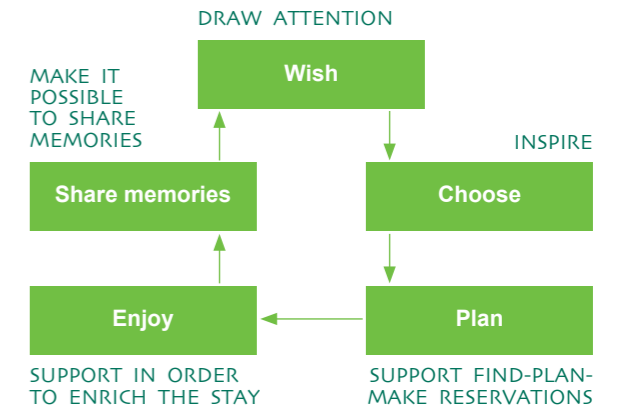 DRAW ATTENTION
Wish
MAKE IT
POSSIBLE
TO SHARE
MEMORIES
INSPIRE
Share memories
Choose
Enjoy
Plan
SUPPORT IN ORDER
TO ENRICH THE STAY
SUPPORT FIND-PLAN-
MAKE RESERVATIONS